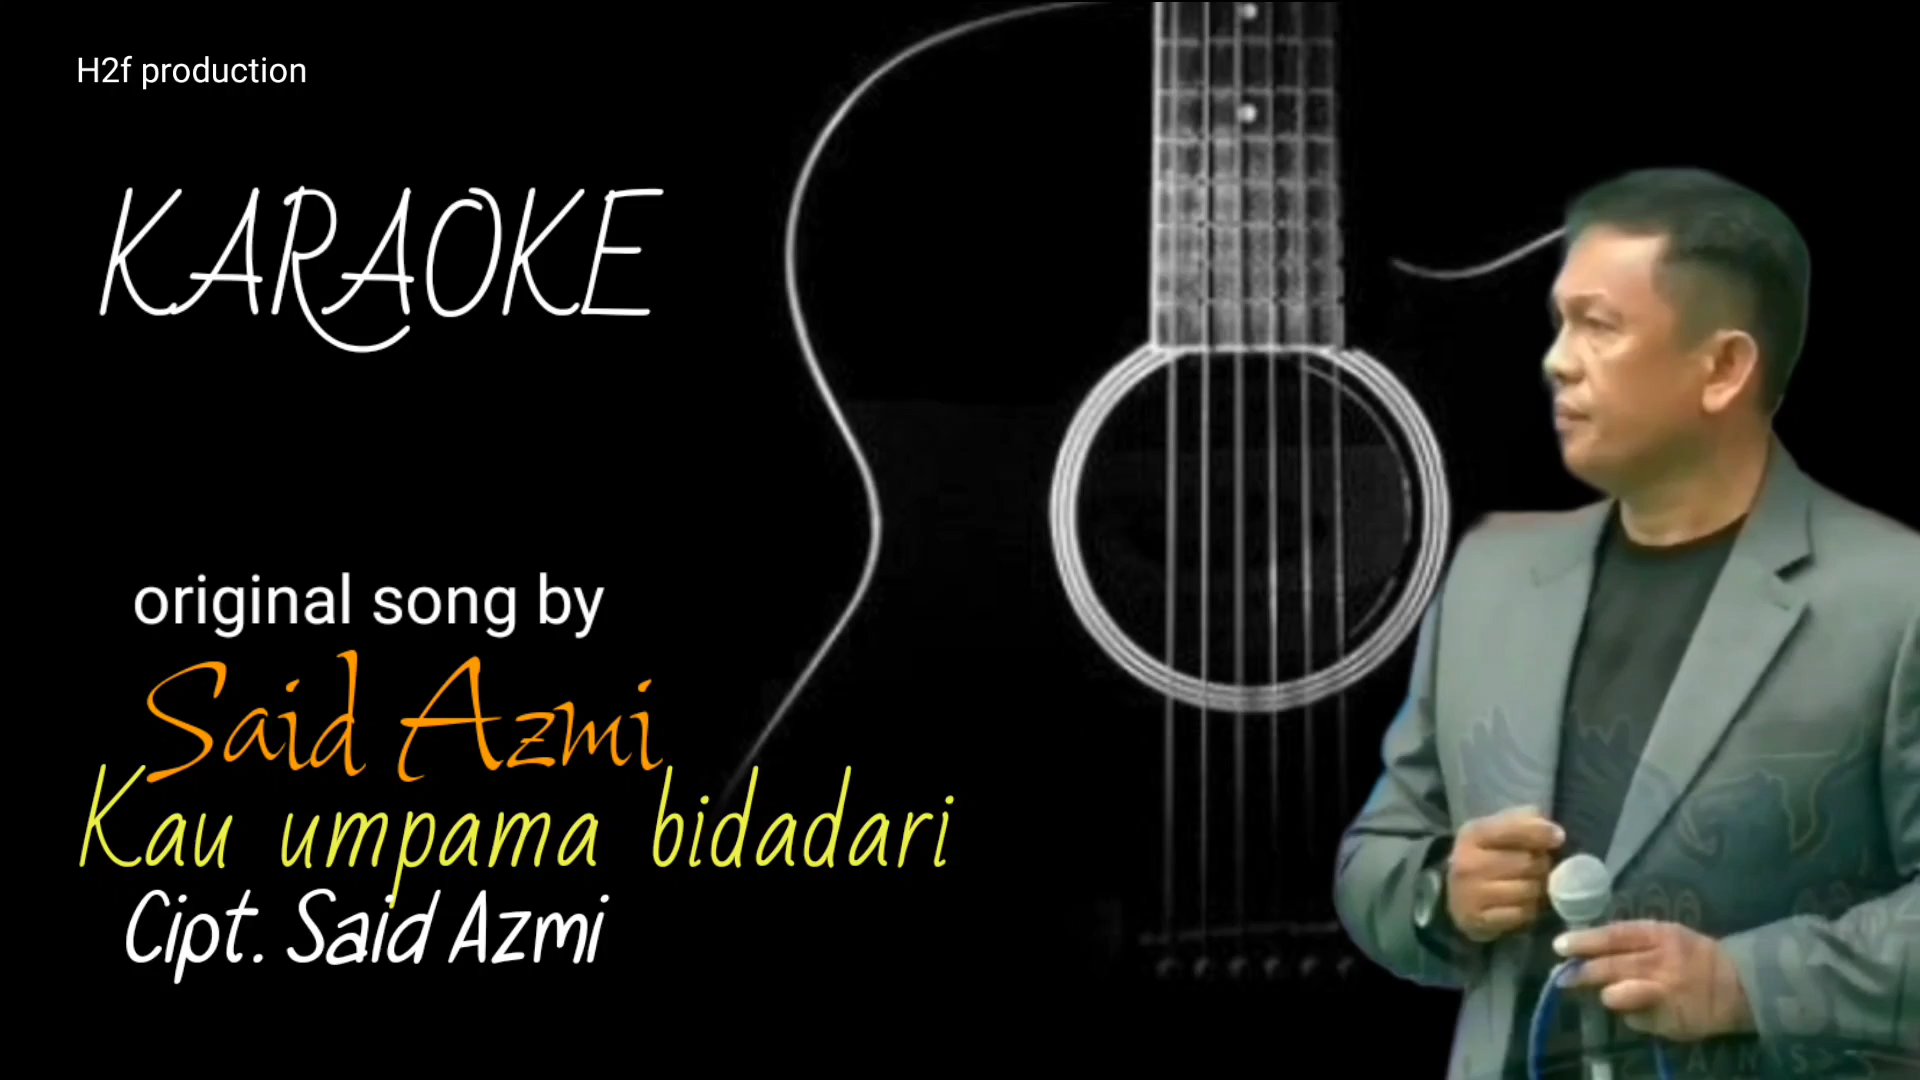 H2f production
KARAOKE
original song by
Said Azmi
Kau umpama bidadari
Cipt. Said Azmi